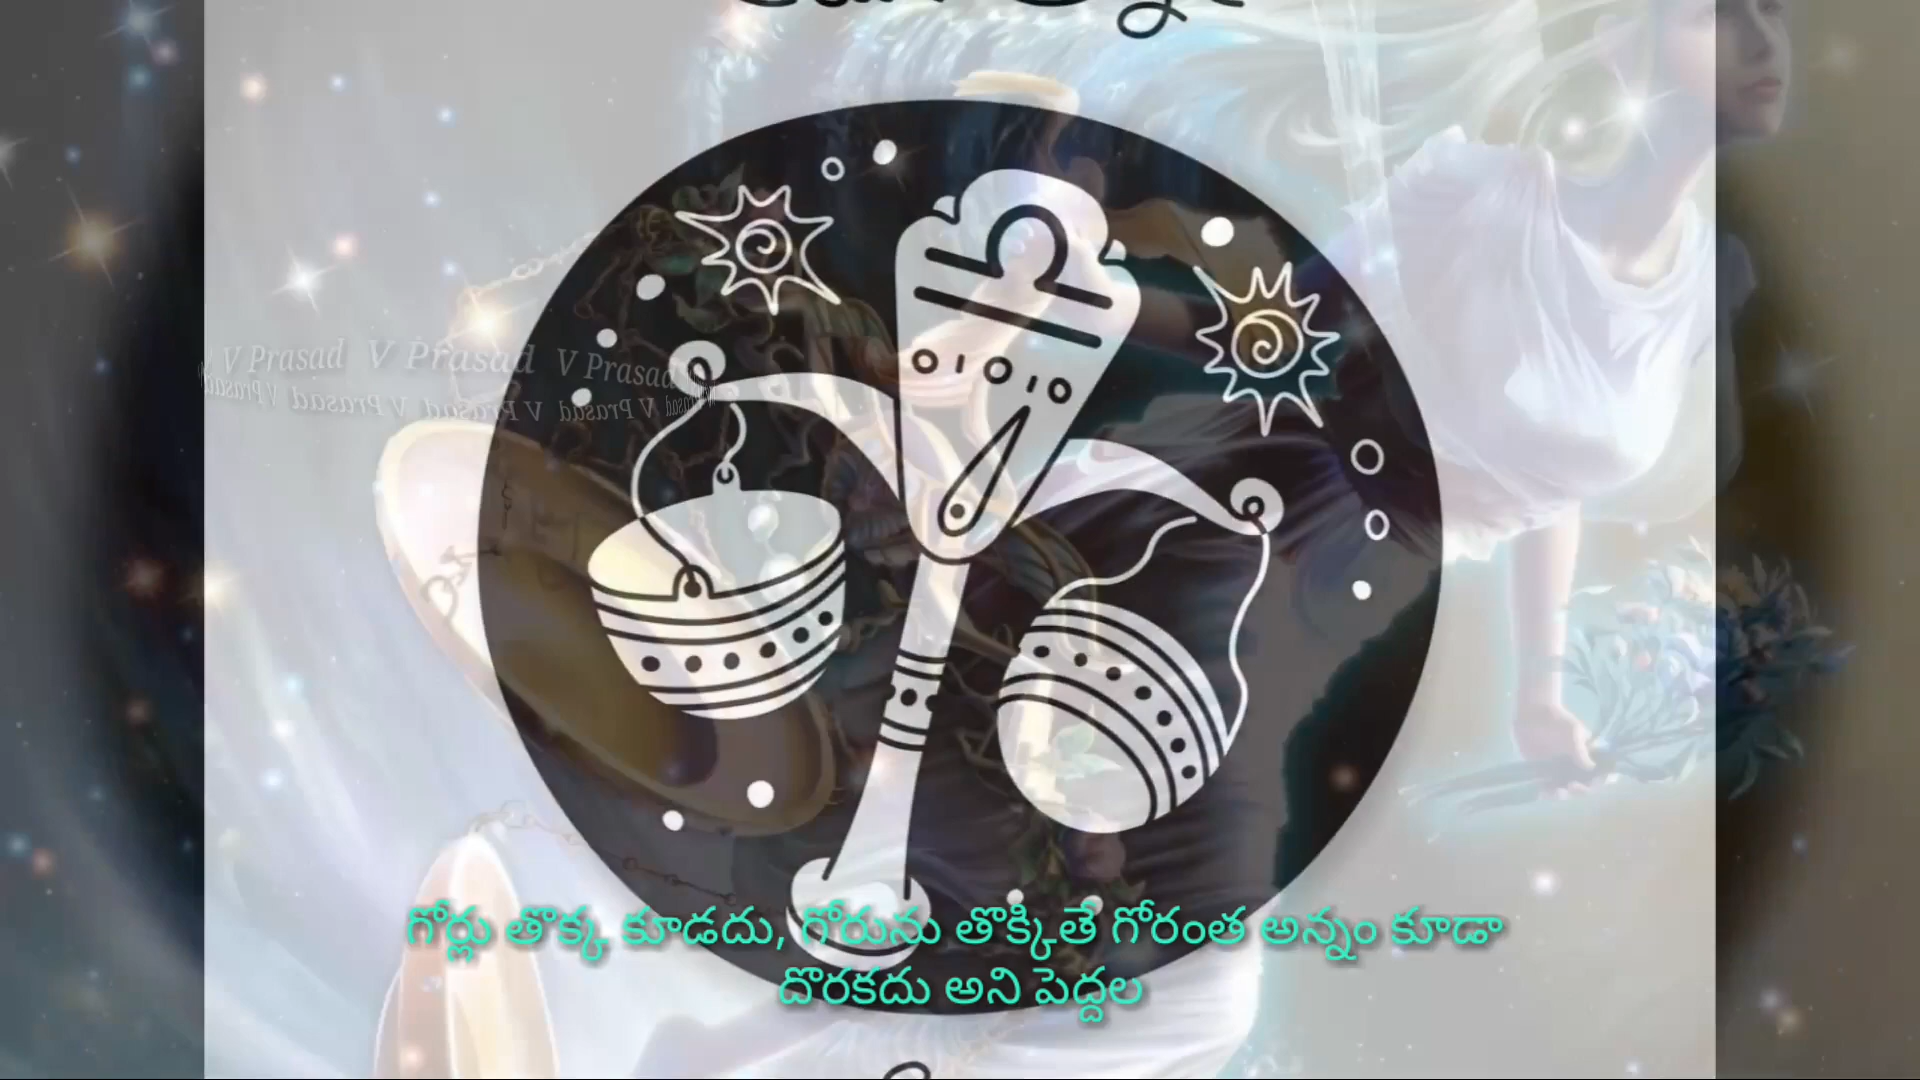 V Prasad V Prasad V Prasad
గోర్లు తొక్క కూడదు, గోరును తొక్కితే గోరంత అన్నం కూడా
దొరకదు అని పెద్దల